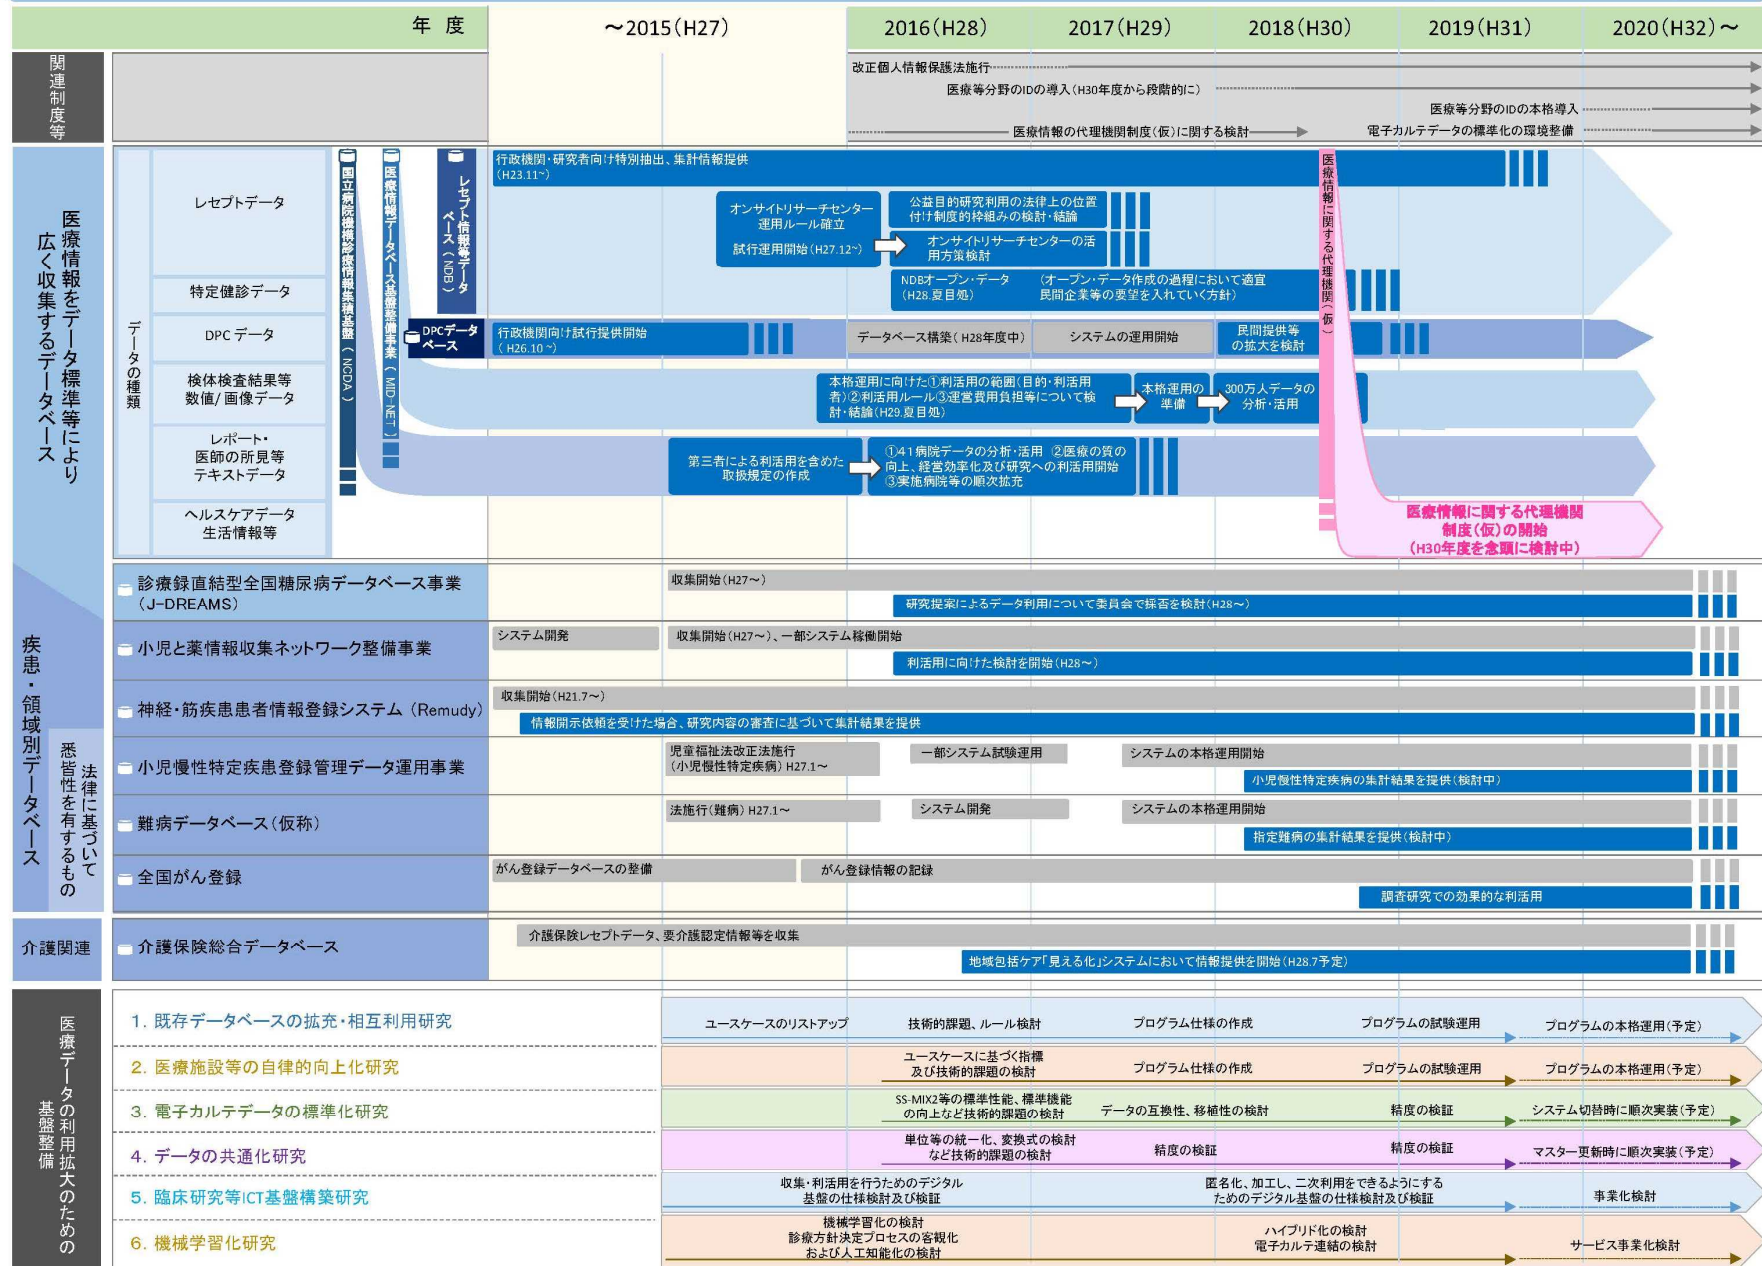 年 度
～2015(H27)
2016(H28)
2017(H29)
2018(H30)
2019(H31)
2020(H32)～
関連制度等
改正個人情報保護法施行
医療等分野のIDの導入(H30年度から段階的に)
医療等分野のIDの本格導入
医療情報の代理機関制度(仮)に関する検討
電子カルテデータの標準化の環境整備
医療情報をデータ標準等により
広く収集するデータベース
データの種類
レセプトデータ
特定健診データ
DPC データ
検体検査結果等
数値/ 画像データ
レポート・
医師の所見等
テキストデータ
ヘルスケアデータ
生活情報等
国立病院機構診療情報集積基盤(NCDA)
医療情報データベース基盤整備事業(MID-NET)
レセプト情報等データ
ベース(NDB)
DPCデータ
ベース
行政機関・研究者向け特別抽出、集計情報提供
(H23.11~)
オンサイトリサーチセンター
運用ルール確立
試行運用開始(H27.12~)
公益目的研究利用の法律上の位置
付け制度的枠組みの検討・結論
オンサイトリサーチセンターの活
用方策検討
NDBオープン・データ
(H28.夏目処)
(オープン・データ作成の過程において適宜
民間企業等の要望を入れていく方針)
行政機関向け試行提供開始
( H26.10 ~)
データベース構築( H28年度中)
システムの運用開始
民間提供等
の拡大を検討
本格運用に向けた①利活用の範囲(目的・利活用
者)②利活用ルール③運営費用負担等について検
討・結論(H29.夏目処)
本格運用の
準備
300万人データの
分析・活用
第三者による利活用を含めた
取扱規定の作成
①41病院データの分析・活用 ②医療の質の
向上、経営効率化及び研究への利活用開始
③実施病院等の順次拡充
医療情報に関する代理機関(仮)
医療情報に関する代理機関
制度(仮)の開始
(H30年度を念頭に検討中)
疾患・領域別データベース
法律に基づいて
悉皆性を有するもの
診療録直結型全国糖尿病データベース事業
(J-DREAMS)
収集開始(H27～)
研究提案によるデータ利用について委員会で採否を検討(H28～)
小児と薬情報収集ネットワーク整備事業
システム開発
収集開始(H27～)、一部システム稼働開始
利活用に向けた検討を開始(H28～)
神経・筋疾患患者情報登録システム (Remudy)
収集開始(H21.7～)
情報開示依頼を受けた場合、研究内容の審査に基づいて集計結果を提供
小児慢性特定疾患登録管理データ運用事業
児童福祉法改正法施行
(小児慢性特定疾病) H27.1～
一部システム試験運用
システムの本格運用開始
小児慢性特定疾病の集計結果を提供(検討中)
難病データベース(仮称)
法施行(難病) H27.1～
システム開発
システムの本格運用開始
指定難病の集計結果を提供(検討中)
全国がん登録
がん登録データベースの整備
がん登録情報の記録
調査研究での効果的な利活用
介護関連
介護保険総合データベース
介護保険レセプトデータ、要介護認定情報等を収集
地域包括ケア「見える化」システムにおいて情報提供を開始(H28.7予定)
医療データの利用拡大のための
基盤整備
1. 既存データベースの拡充・相互利用研究
ユースケースのリストアップ
技術的課題、ルール検討
プログラム仕様の作成
プログラムの試験運用
プログラムの本格運用(予定)
2. 医療施設等の自律的向上化研究
ユースケースに基づく指標
及び技術的課題の検討
プログラム仕様の作成
プログラムの試験運用
プログラムの本格運用(予定)
3. 電子カルテデータの標準化研究
SS-MIX2等の標準性能、標準機能
の向上など技術的課題の検討
データの互換性、移植性の検討
精度の検証
システム切替時に順次実装(予定)
4. データの共通化研究
単位等の統一化、変換式の検討
など技術的課題の検討
精度の検証
精度の検証
マスター更新時に順次実装(予定)
5. 臨床研究等ICT基盤構築研究
収集・利活用を行うためのデジタル
基盤の仕様検討及び検証
匿名化、加工し、二次利用をできるようにする
ためのデジタル基盤の仕様検討及び検証
事業化検討
6. 機械学習化研究
機械学習化の検討
診療方針決定プロセスの客観化
および人工知能化の検討
ハイブリド化の検討
電子カルテ連結の検討
サービス事業化検討